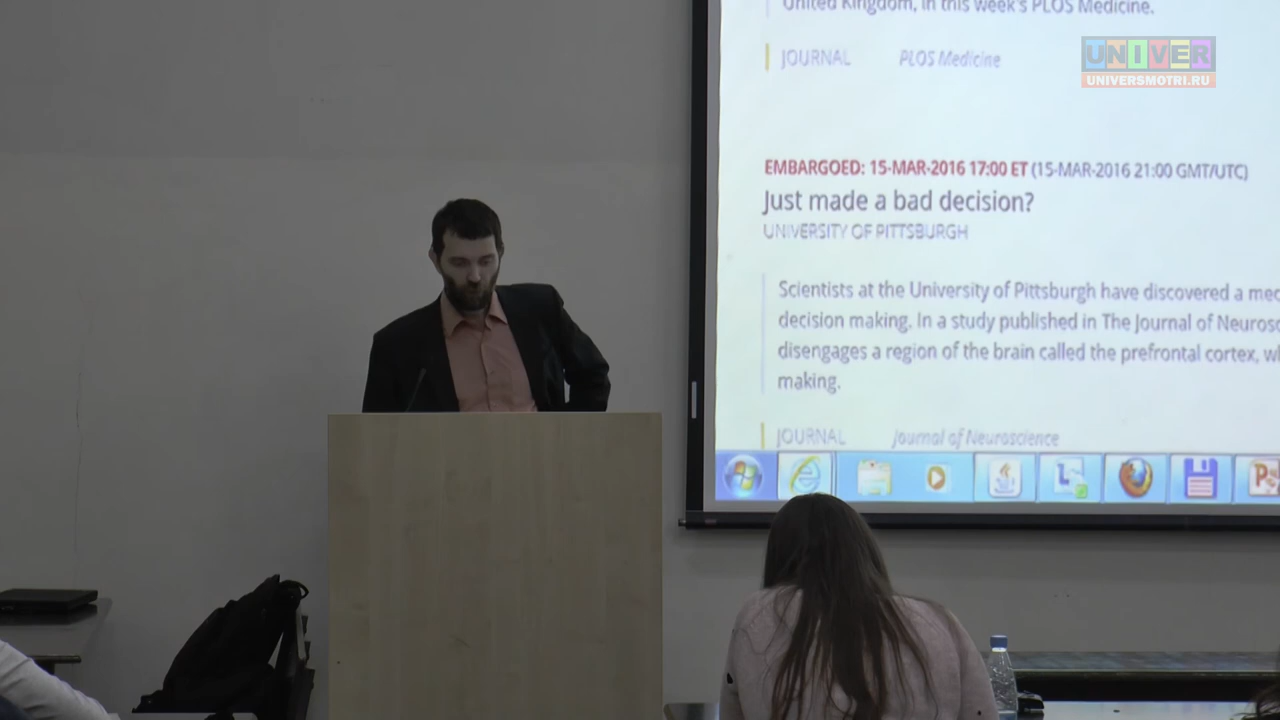 United Kingdom, in this week's PLOS Medicine.
JOURNAL PLOS Medicine
UNIVER
UNIVERSMOTRI.RU
EMBARGOED: 15-MAR-2016 17:00 ET (15-MAR-2016 21:00 GMT/UTC)
Just made a bad decision?
UNIVERSITY OF PITTSBURGH
Scientists at the University of Pittsburgh have discovered a
decision making. In a study published in The Journal of
disengages a region of the brain called the prefrontal cortex,
making.
JOURNAL Journal of Neuroscience